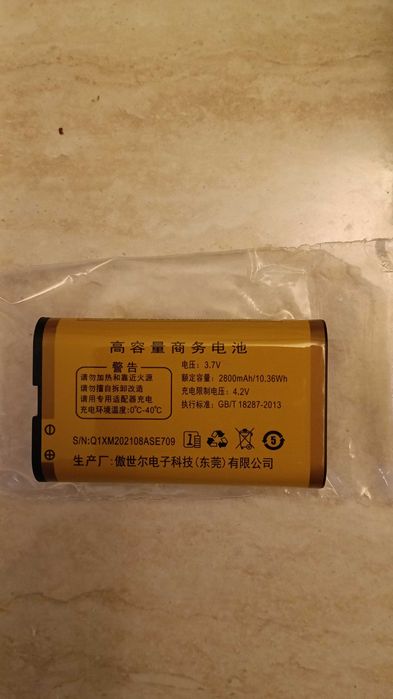 高容量商务电池
警告
请勿加热和靠近火源
请勿擅自拆卸改造
请用专用适配器充电
充电环境温度：0℃-40℃
电压：3.7V
额定容量：2800mAh/10.36Wh
充电限制电压：4.2V
执行标准：GB/T 18287-2013
S/N:Q1XM202108ASE709
5
生产厂：傲世尔电子科技(东莞)有限公司